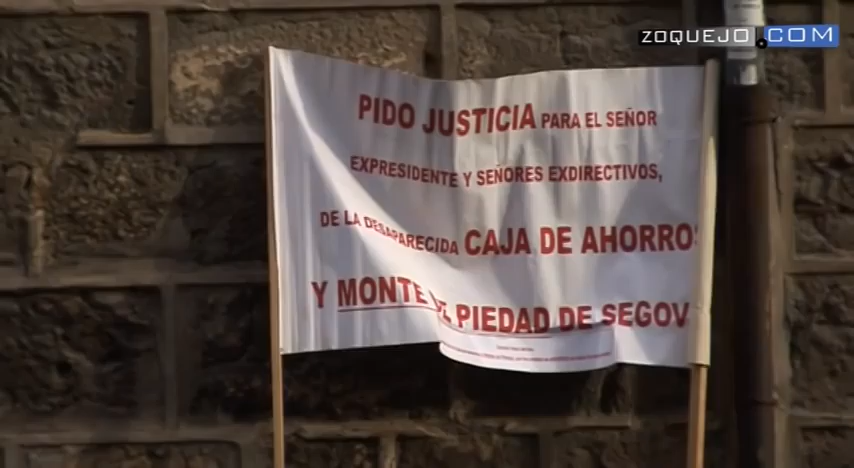 ZOQUEJO.COM
PIDO JUSTICIA PARA EL SEÑOR
EXPRESIDENTE Y SEÑORES EXDIRECTIVOS,
DE LA DESAPARECIDA CAJA DE AHORROS
Y MONTE DE PIEDAD DE SEGOV